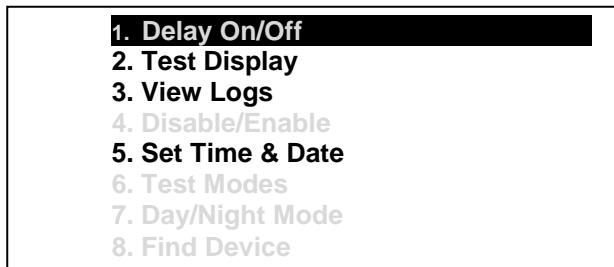 1. Delay On/Off
2. Test Display
3. View Logs
4. Disable/Enable
5. Set Time & Date
6. Test Modes
7. Day/Night Mode
8. Find Device